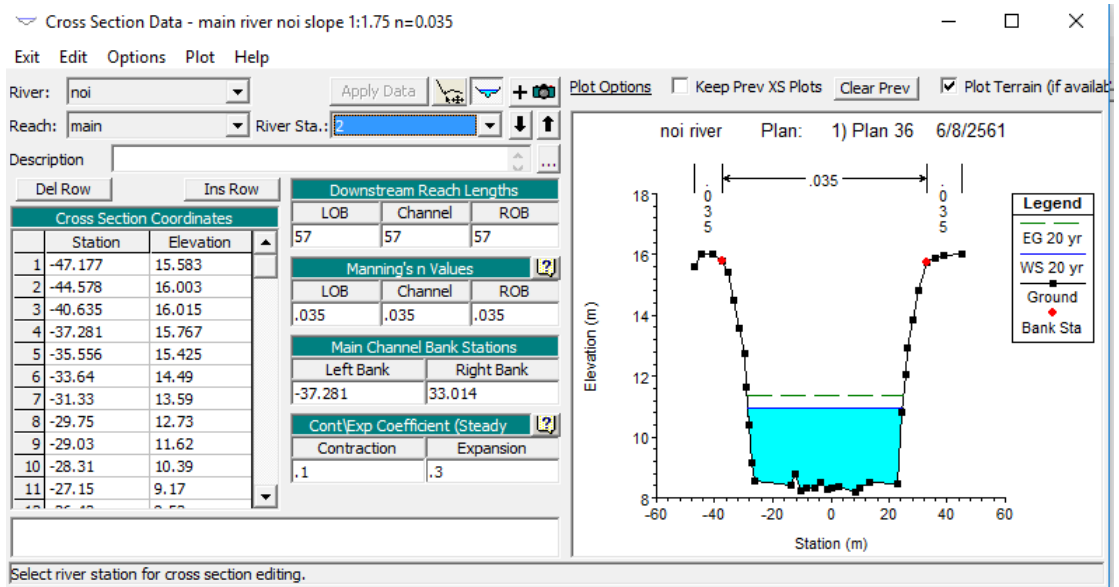 Cross Section Data - main river noi slope 1:1.75 n=0.035
Exit Edit Options Plot Help
River: noi
Apply Data
Reach: main
River Sta.: 2
Description
...
Del Row Ins Row
Cross Section Coordinates
Station Elevation
1 -47.177 15.583
2 -44.578 16.003
3 -40.635 16.015
4 -37.281 15.767
5 -35.556 15.425
6 -33.64 14.49
7 -31.33 13.59
8 -29.75 12.73
9 -29.03 11.62
10 -28.31 10.39
11 -27.15 9.17
Downstream Reach Lengths
LOB Channel ROB
57 57 57
Manning's n Values
LOB Channel ROB
.035 .035 .035
Main Channel Bank Stations
Left Bank Right Bank
-37.281 33.014
Cont\Exp Coefficient (Steady
Contraction Expansion
.1 .3
Select river station for cross section editing.
Plot Options Keep Prev XS Plots Clear Prev Plot Terrain (if availab
noi river Plan: 1) Plan 36 6/8/2561
.035
.035
.035
18
16
14
12
10
8
Elevation (m)
-60 -40 -20 0 20 40 60
Station (m)
Legend
EG 20 yr
WS 20 yr
Ground
Bank Sta